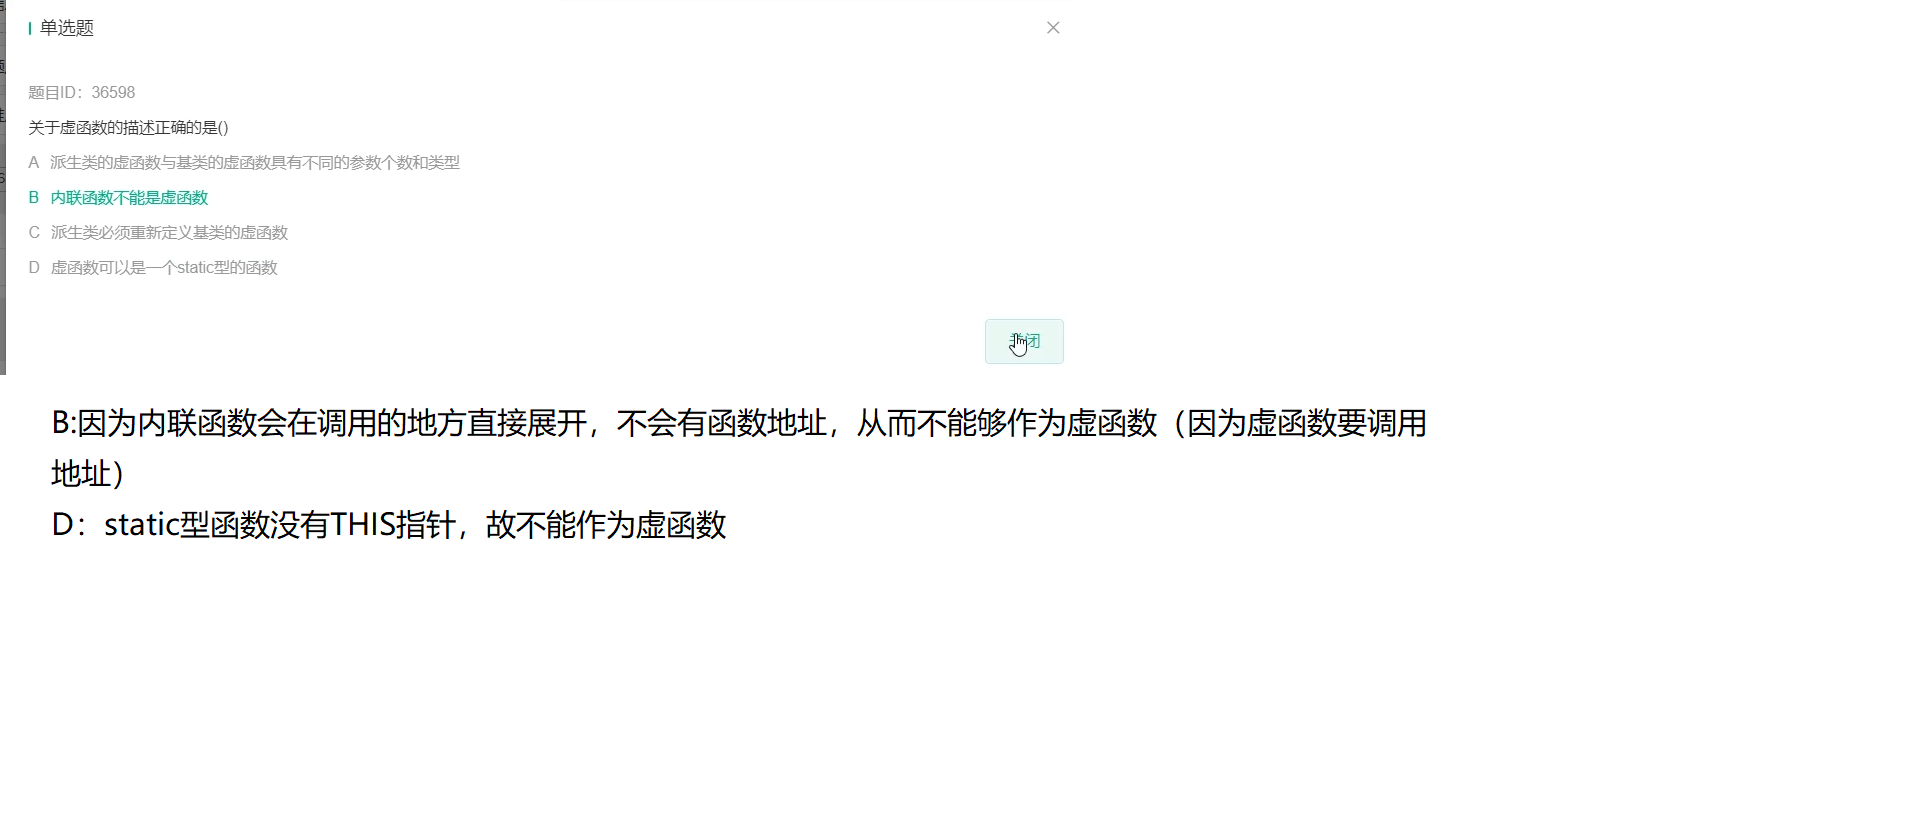 单选题
题目ID：36598
关于虚函数的描述正确的是()
A 派生类的虚函数与基类的虚函数具有不同的参数个数和类型
B 内联函数不能是虚函数
C 派生类必须重新定义基类的虚函数
D 虚函数可以是一个static型的函数
闭
B:因为内联函数会在调用的地方直接展开，不会有函数地址，从而不能够作为虚函数（因为虚函数要调用
地址）
D：static型函数没有THIS指针，故不能作为虚函数